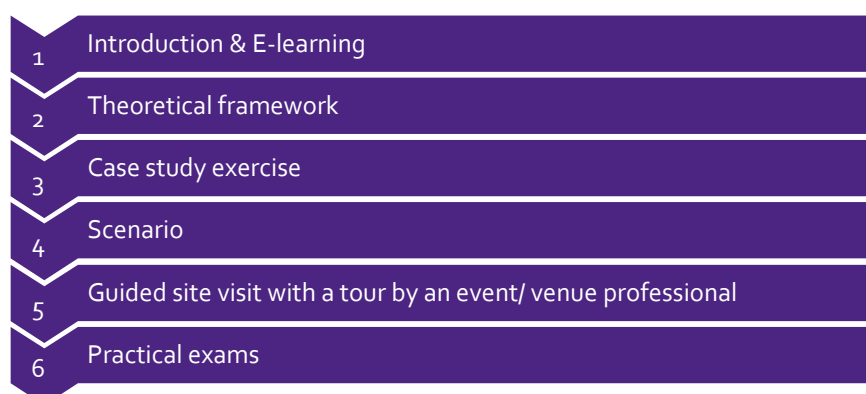 1 Introduction & E-learning
2 Theoretical framework
3 Case study exercise
4 Scenario
5 Guided site visit with a tour by an event/ venue professional
6 Practical exams